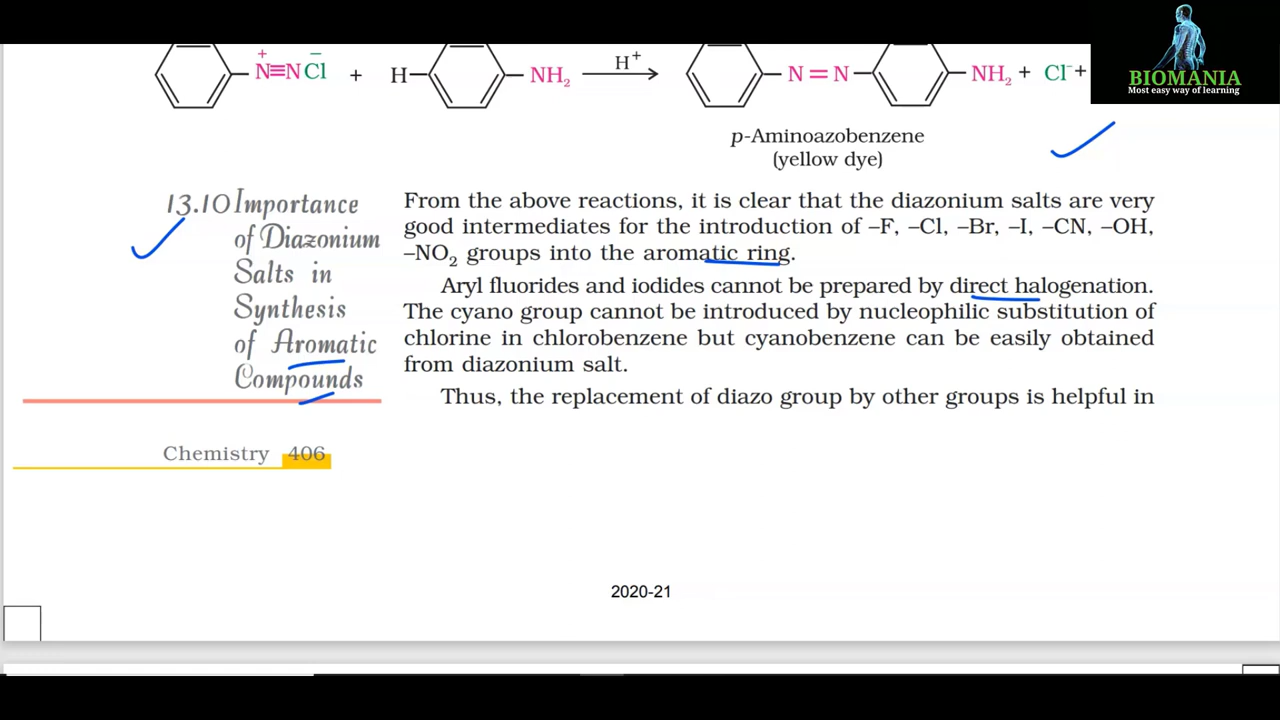 BIOMANIA
Most easy way of learning
N≡N Cl + H NH2 H+ N=N NH2 + Cl- +
p-Aminoazobenzene
(yellow dye)
13.10 Importance
of Diazonium
Salts in
Synthesis
of Aromatic
Compounds
From the above reactions, it is clear that the diazonium salts are very
good intermediates for the introduction of –F, –Cl, –Br, –I, –CN, –OH,
–NO2 groups into the aromatic ring.
Aryl fluorides and iodides cannot be prepared by direct halogenation.
The cyano group cannot be introduced by nucleophilic substitution of
chlorine in chlorobenzene but cyanobenzene can be easily obtained
from diazonium salt.
Thus, the replacement of diazo group by other groups is helpful in
Chemistry 406
2020-21